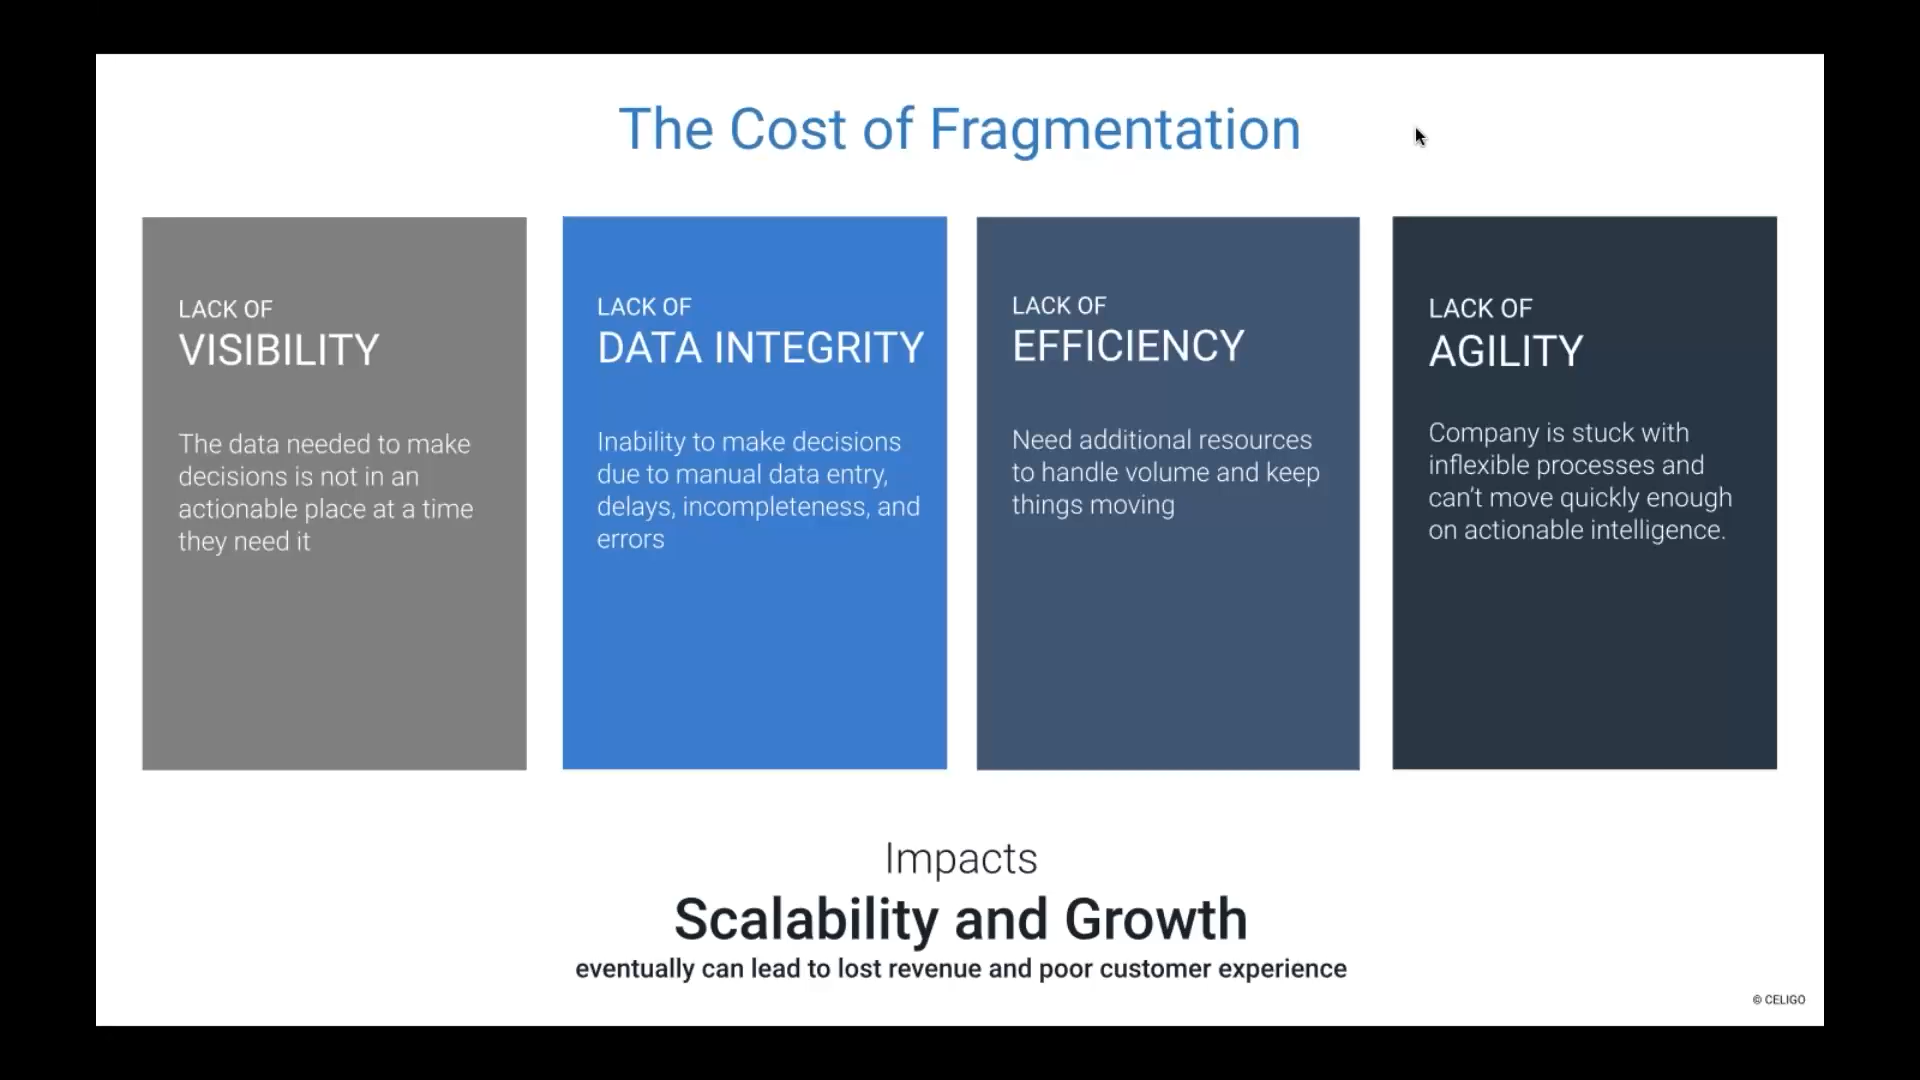 The Cost of Fragmentation
LACK OF
VISIBILITY
The data needed to make
decisions is not in an
actionable place at a time
they need it
LACK OF
DATA INTEGRITY
Inability to make decisions
due to manual data entry,
delays, incompleteness, and
errors
LACK OF
EFFICIENCY
Need additional resources
to handle volume and keep
things moving
LACK OF
AGILITY
Company is stuck with
inflexible processes and
can’t move quickly enough
on actionable intelligence.
Impacts
Scalability and Growth
eventually can lead to lost revenue and poor customer experience
© CELIGO